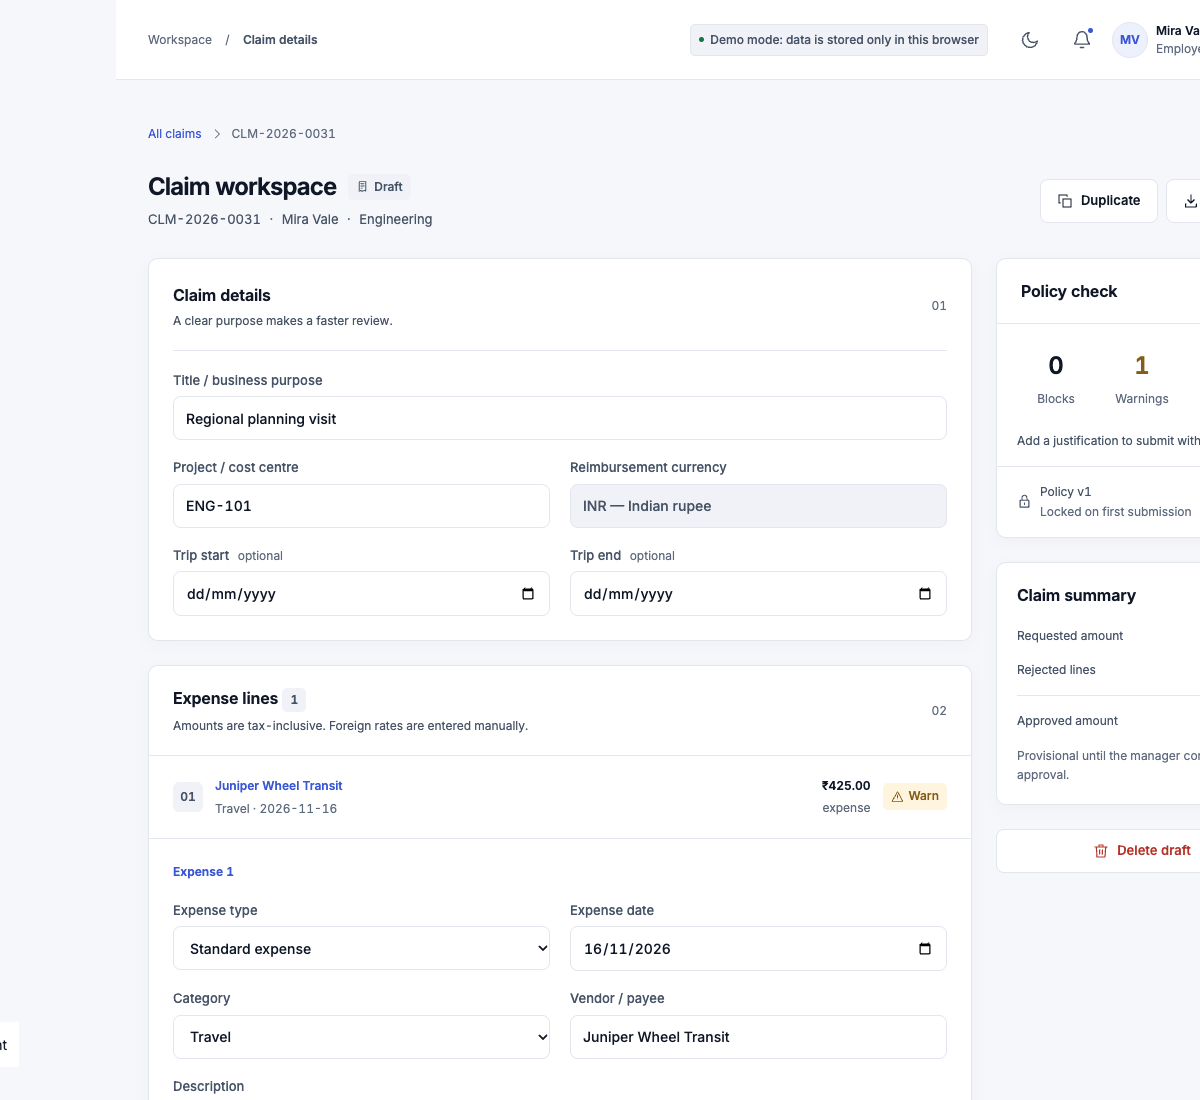 Workspace / Claim details
Demo mode: data is stored only in this browser
MV
Mira Va
Employe
All claims > CLM-2026-0031
Claim workspace
Draft
CLM-2026-0031 · Mira Vale · Engineering
Duplicate
Claim details
A clear purpose makes a faster review.
01
Title / business purpose
Regional planning visit
Project / cost centre
ENG-101
Reimbursement currency
INR — Indian rupee
Trip start optional
dd/mm/yyyy
Trip end optional
dd/mm/yyyy
Expense lines 1
Amounts are tax-inclusive. Foreign rates are entered manually.
02
01
Juniper Wheel Transit
Travel · 2026-11-16
₹425.00
expense
Warn
Expense 1
Expense type
Standard expense
Expense date
16/11/2026
Category
Travel
Vendor / payee
Juniper Wheel Transit
Description
Policy check
0
Blocks
1
Warnings
Add a justification to submit with
Policy v1
Locked on first submission
Claim summary
Requested amount
Rejected lines
Approved amount
Provisional until the manager cor
approval.
Delete draft
nt